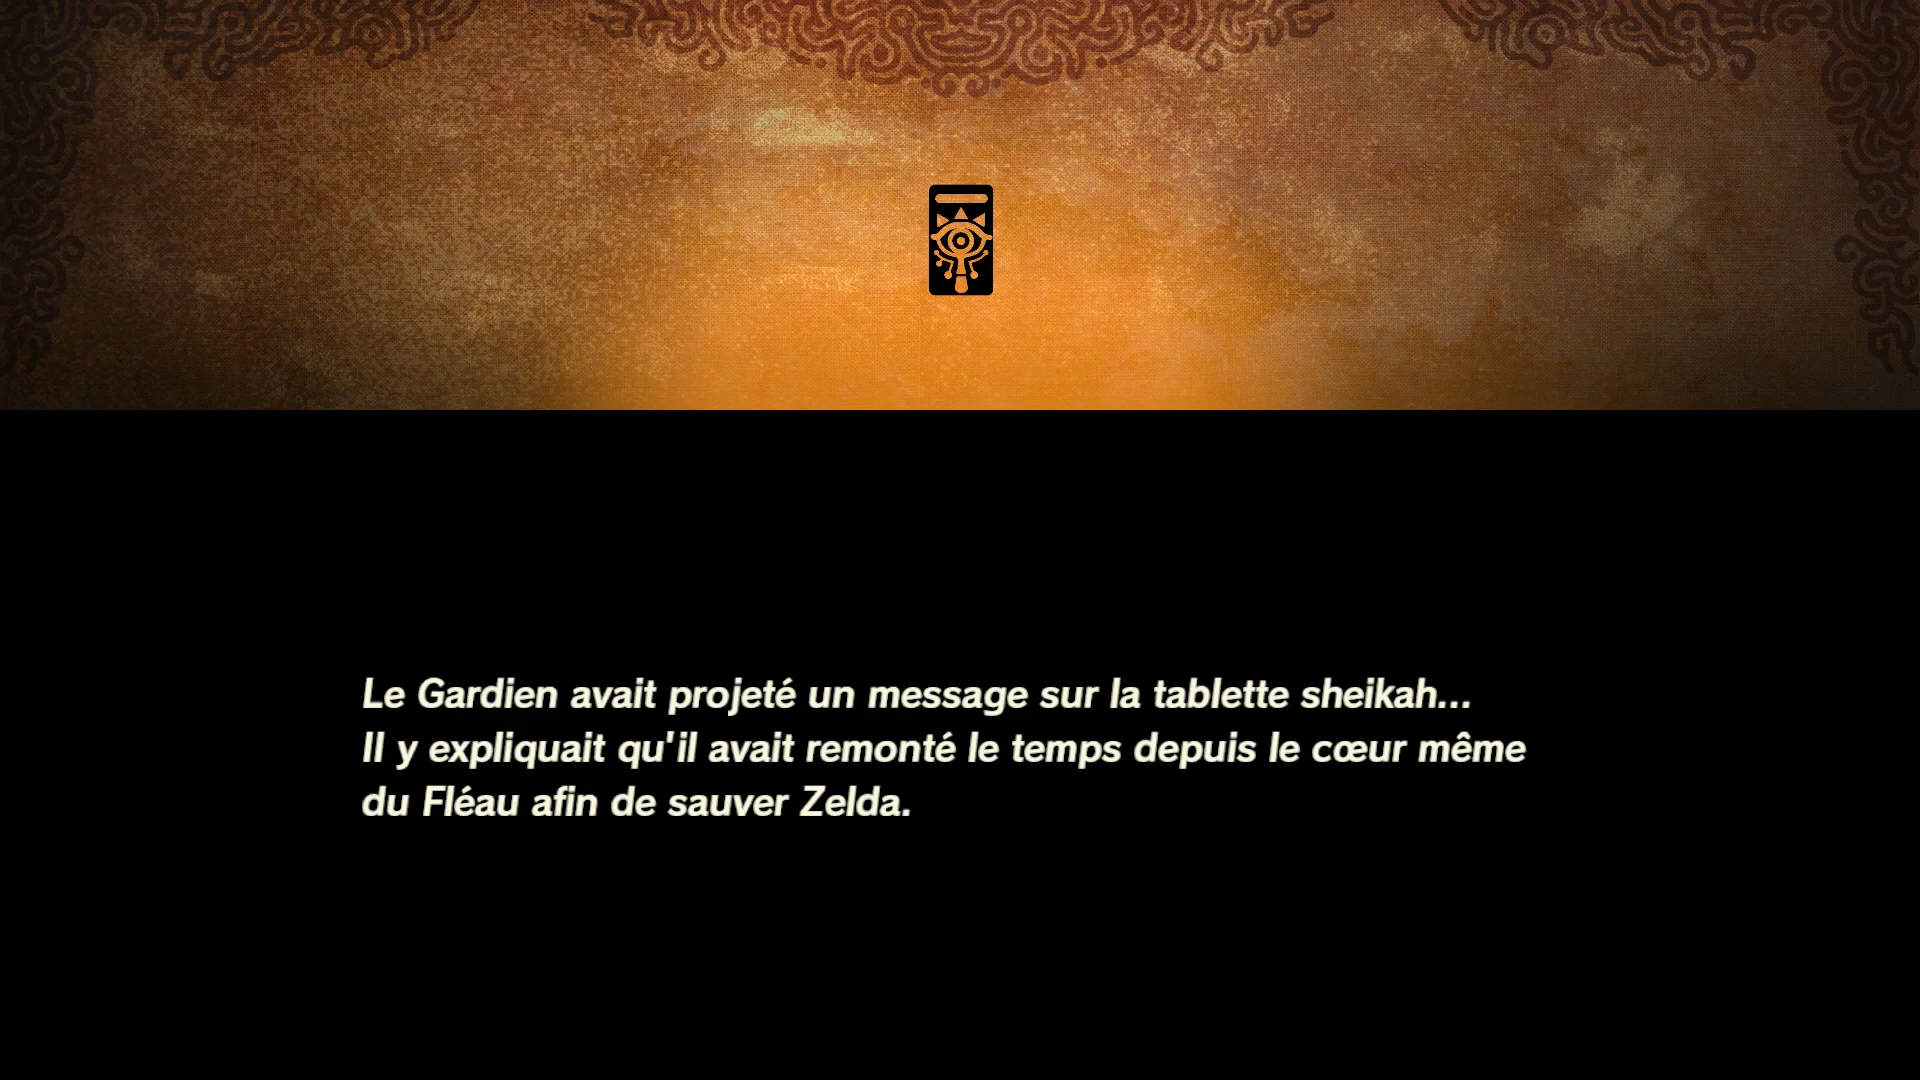 Le Gardien avait projeté un message sur la tablette sheikah...
Il y expliquait qu'il avait remonté le temps depuis le cœur même
du Fléau afin de sauver Zelda.